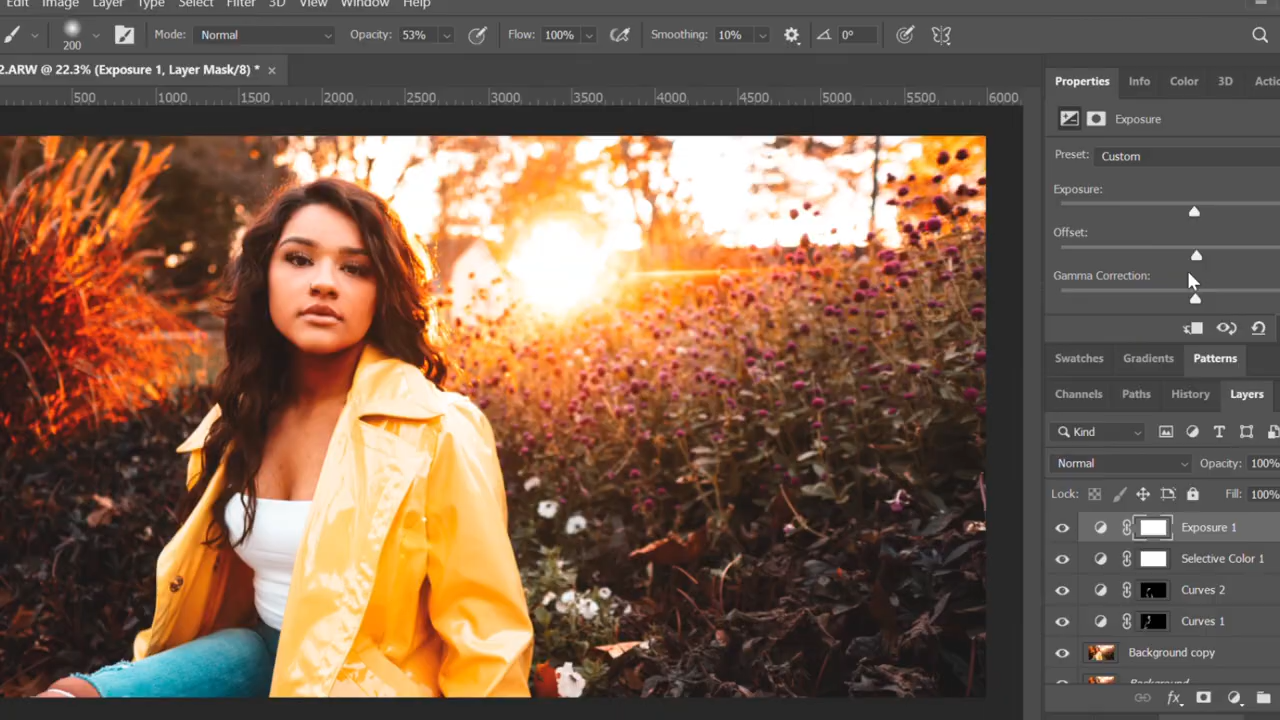 Edit Image Layer Type Select Filter 3D View Window Help
200 Mode: Normal Opacity: 53% Flow: 100% Smoothing: 10% 0°
2.ARW @ 22.3% (Exposure 1, Layer Mask/8) * ×
500 1000 1500 2000 2500 3000 3500 4000 4500 5000 5500 6000
Properties Info Color 3D Actio
Exposure
Preset: Custom
Exposure:
Offset:
Gamma Correction:
Swatches Gradients Patterns
Channels Paths History Layers
Kind
Normal Opacity: 100%
Lock: Fill: 100%
Exposure 1
Selective Color 1
Curves 2
Curves 1
Background copy
Background